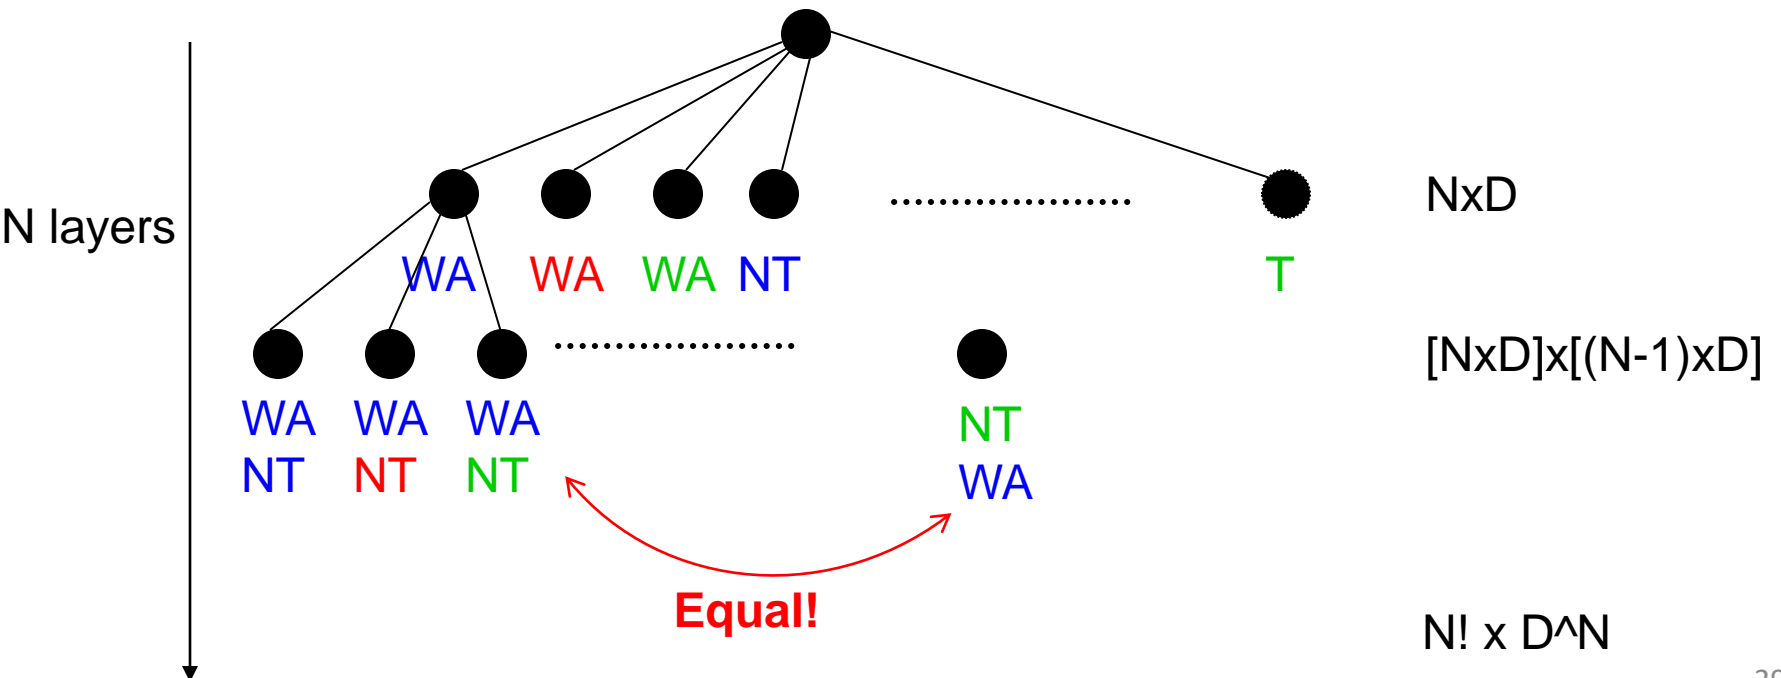 NxD
N layers
WA WA WA NT T
[NxD]x[(N-1)xD]
WA WA WA NT
NT NT NT WA
Equal!
N! x D^N